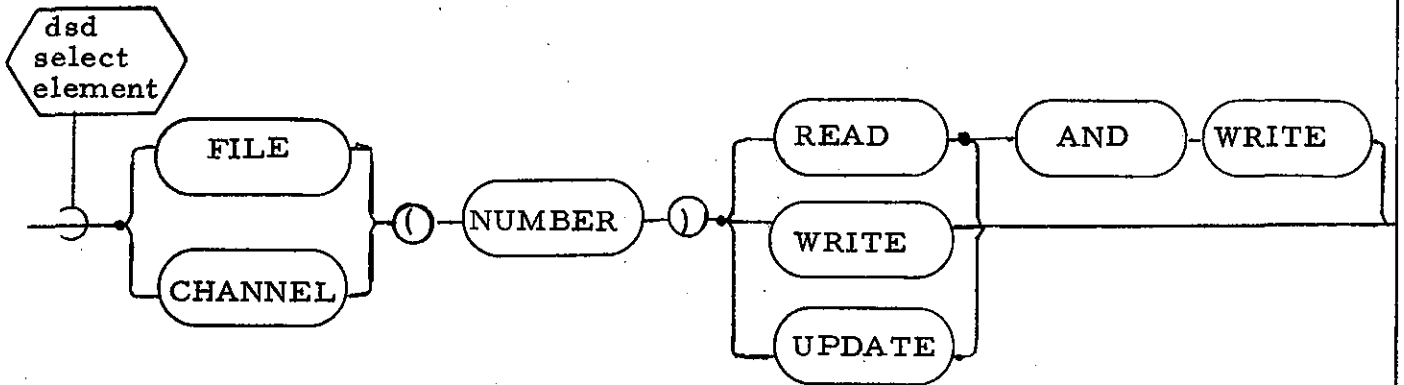 dsd
select
element
FILE
CHANNEL
(
NUMBER
)
READ
AND
WRITE
WRITE
UPDATE